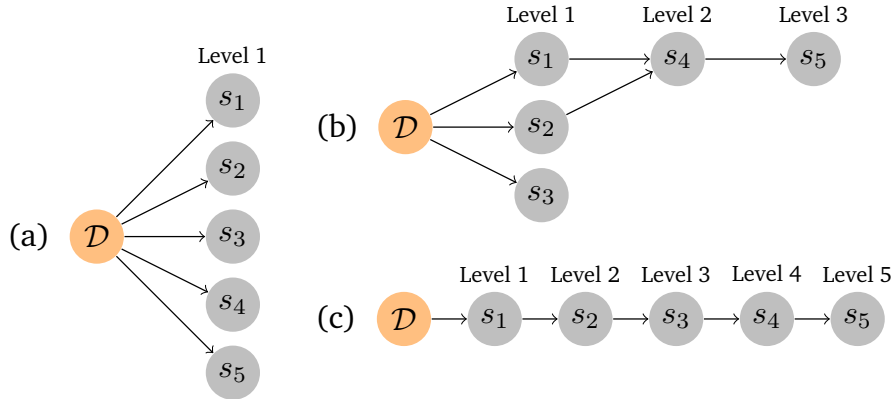 Level 1
s₁
s₂
(a) 𝒟 s₃
s₄
s₅
Level 1 Level 2 Level 3
s₁ s₄ s₅
(b) 𝒟 s₂
s₃
Level 1 Level 2 Level 3 Level 4 Level 5
(c) 𝒟 s₁ s₂ s₃ s₄ s₅